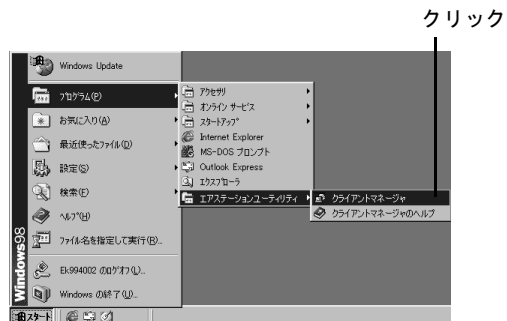 クリック
Windows Update
プログラム(P)
お気に入り(A)
最近使ったファイル(D)
設定(S)
検索(F)
ヘルプ(H)
ファイル名を指定して実行(R)...
Ek994002 のログオフ(L)...
Windows の終了(U)...
Windows98
スタート
アクセサリ
オンライン サービス
スタートアップ
Internet Explorer
MS-DOS プロンプト
Outlook Express
エクスプローラ
エアステーションユーティリティ
クライアントマネージャ
クライアントマネージャのヘルプ